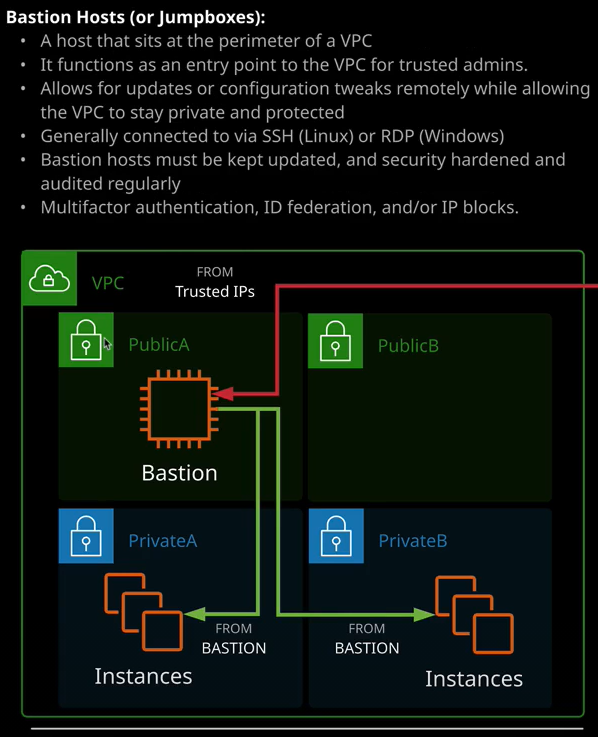 Bastion Hosts (or Jumpboxes):
• A host that sits at the perimeter of a VPC
• It functions as an entry point to the VPC for trusted admins.
• Allows for updates or configuration tweaks remotely while allowing
the VPC to stay private and protected
• Generally connected to via SSH (Linux) or RDP (Windows)
• Bastion hosts must be kept updated, and security hardened and
audited regularly
• Multifactor authentication, ID federation, and/or IP blocks.
VPC
FROM
Trusted IPs
PublicA
PublicB
Bastion
PrivateA
PrivateB
FROM
BASTION
FROM
BASTION
Instances
Instances